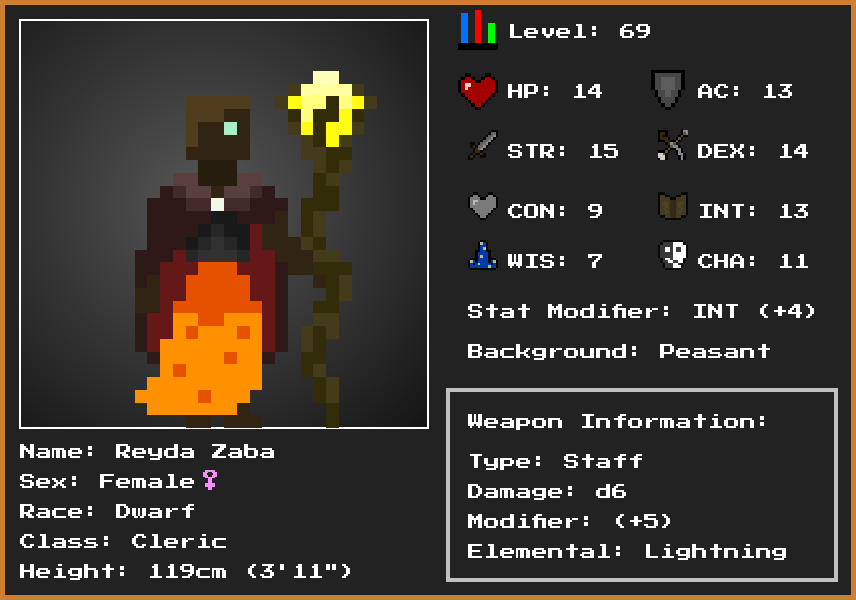 Level: 69
HP: 14 AC: 13
STR: 15 DEX: 14
CON: 9 INT: 13
WIS: 7 CHA: 11
Stat Modifier: INT (+4)
Background: Peasant
Weapon Information:
Type: Staff
Damage: d6
Modifier: (+5)
Elemental: Lightning
Name: Reyda Zaba
Sex: Female♀
Race: Dwarf
Class: Cleric
Height: 119cm (3'11")